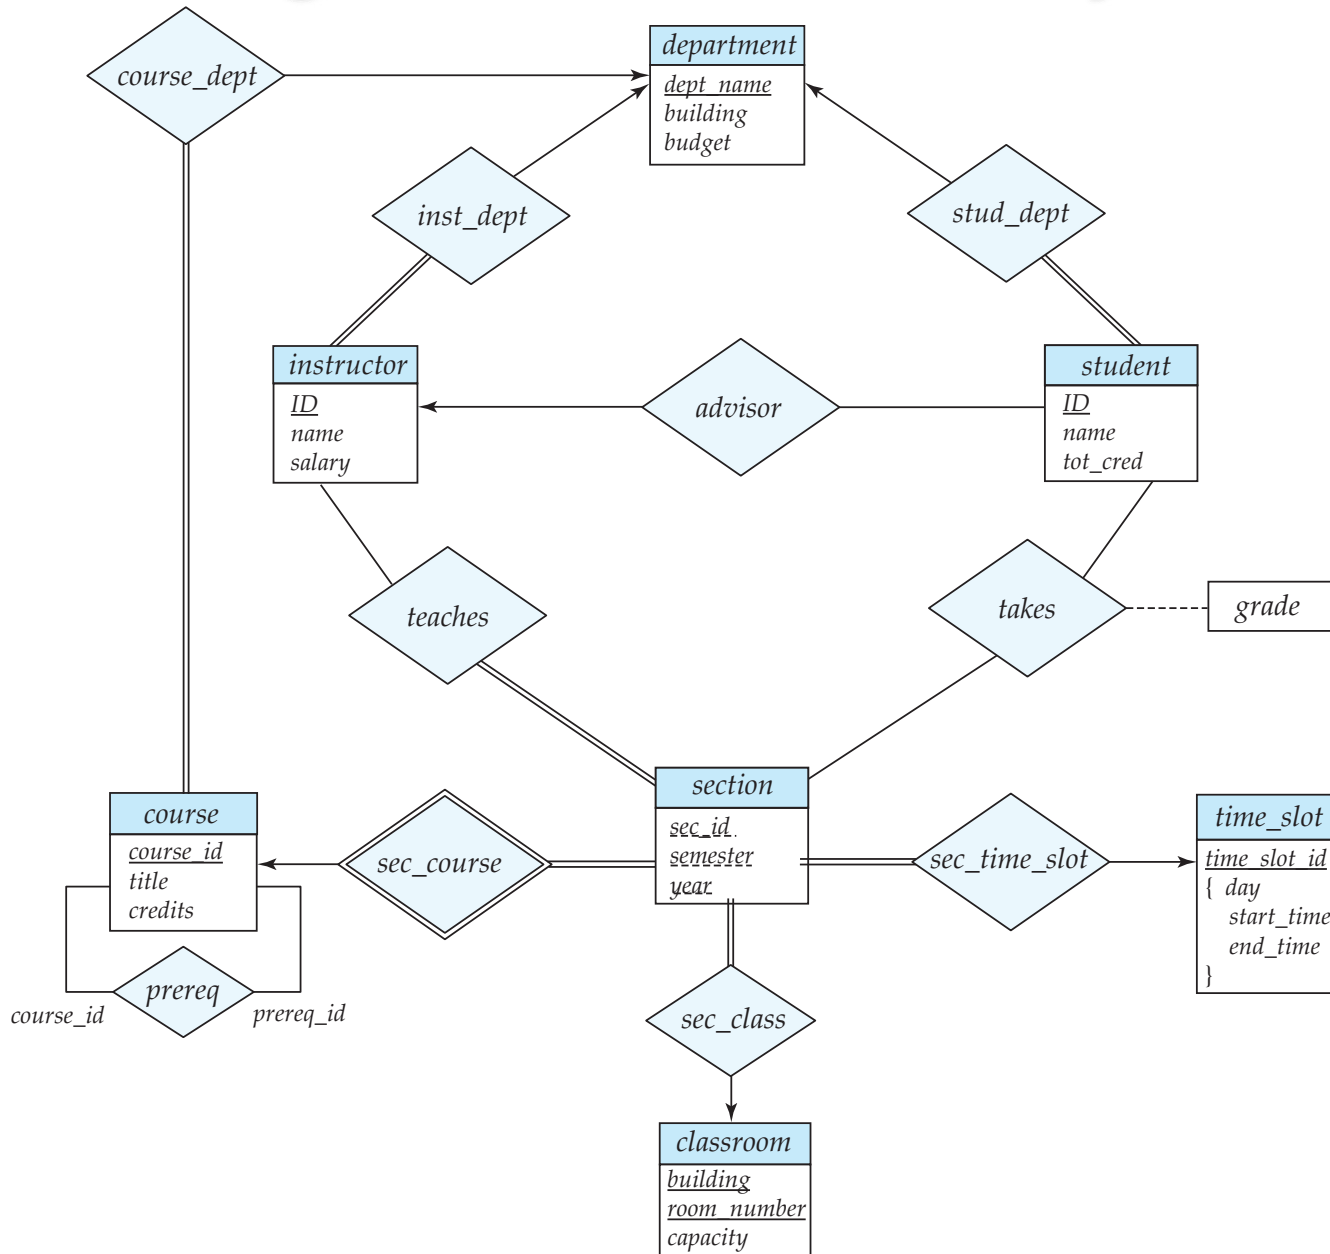 department
course_dept
dept_name
building
budget
inst_dept
stud_dept
instructor
ID
name
salary
advisor
student
ID
name
tot_cred
teaches
takes
grade
section
sec_id
semester
year
course
course_id
title
credits
sec_course
sec_time_slot
time_slot
time_slot_id
{ day
start_time
end_time
}
prereq
course_id
prereq_id
sec_class
classroom
building
room_number
capacity